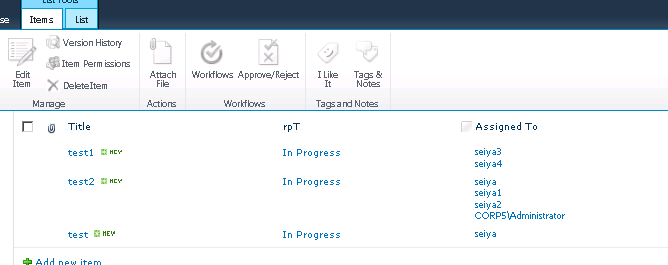 List Tools
se Items List
Edit Item
Version History
Item Permissions
Delete Item
Manage
Attach File
Actions
Workflows
Approve/Reject
Workflows
I Like It
Tags & Notes
Tags and Notes
Title rpT Assigned To
test1 NEW In Progress seiya3
seiya4
test2 NEW In Progress seiya
seiya1
seiya2
CORP5\Administrator
test NEW In Progress seiya
Add new item